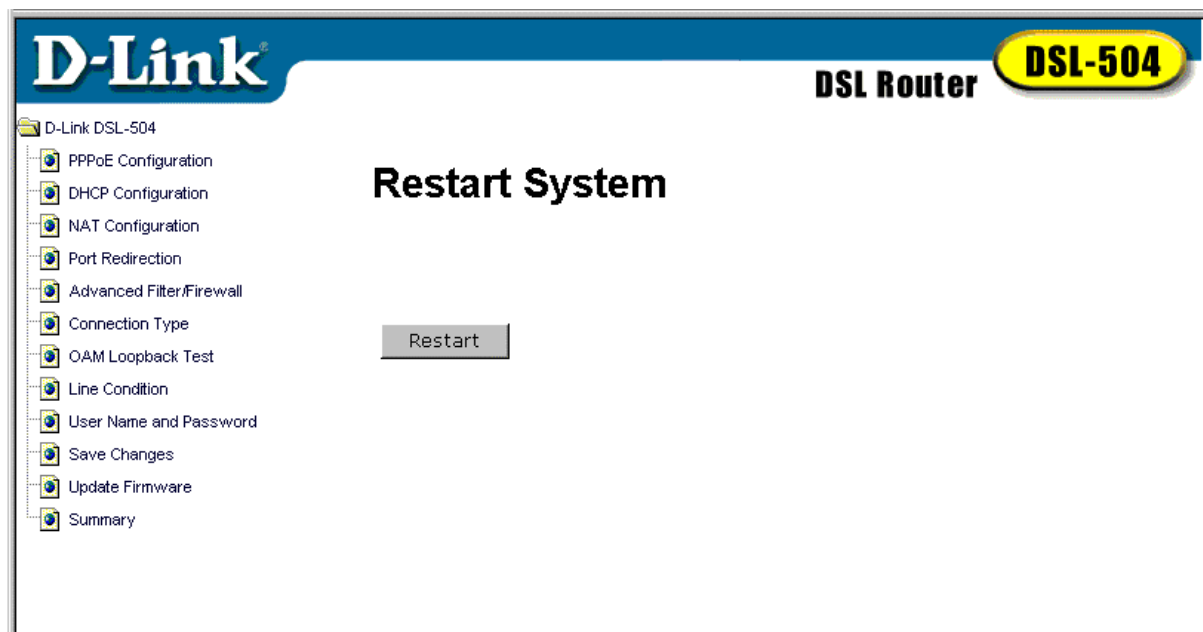 D-Link®
DSL Router DSL-504
D-Link DSL-504
PPPoE Configuration
DHCP Configuration
NAT Configuration
Port Redirection
Advanced Filter/Firewall
Connection Type
OAM Loopback Test
Line Condition
User Name and Password
Save Changes
Update Firmware
Summary
Restart System
Restart